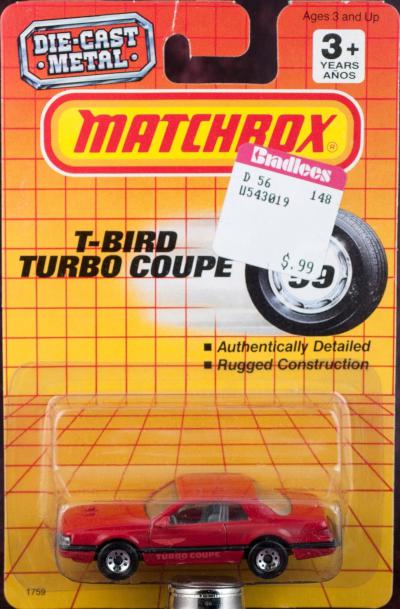 Ages 3 and Up
DIE-CAST
METAL
3+
YEARS
AÑOS
MATCHBOX®
Bradlees
D 56
148
U543019
$.99
T-BIRD
TURBO COUPE
99
■ Authentically Detailed
■ Rugged Construction
TURBO COUPE
1759